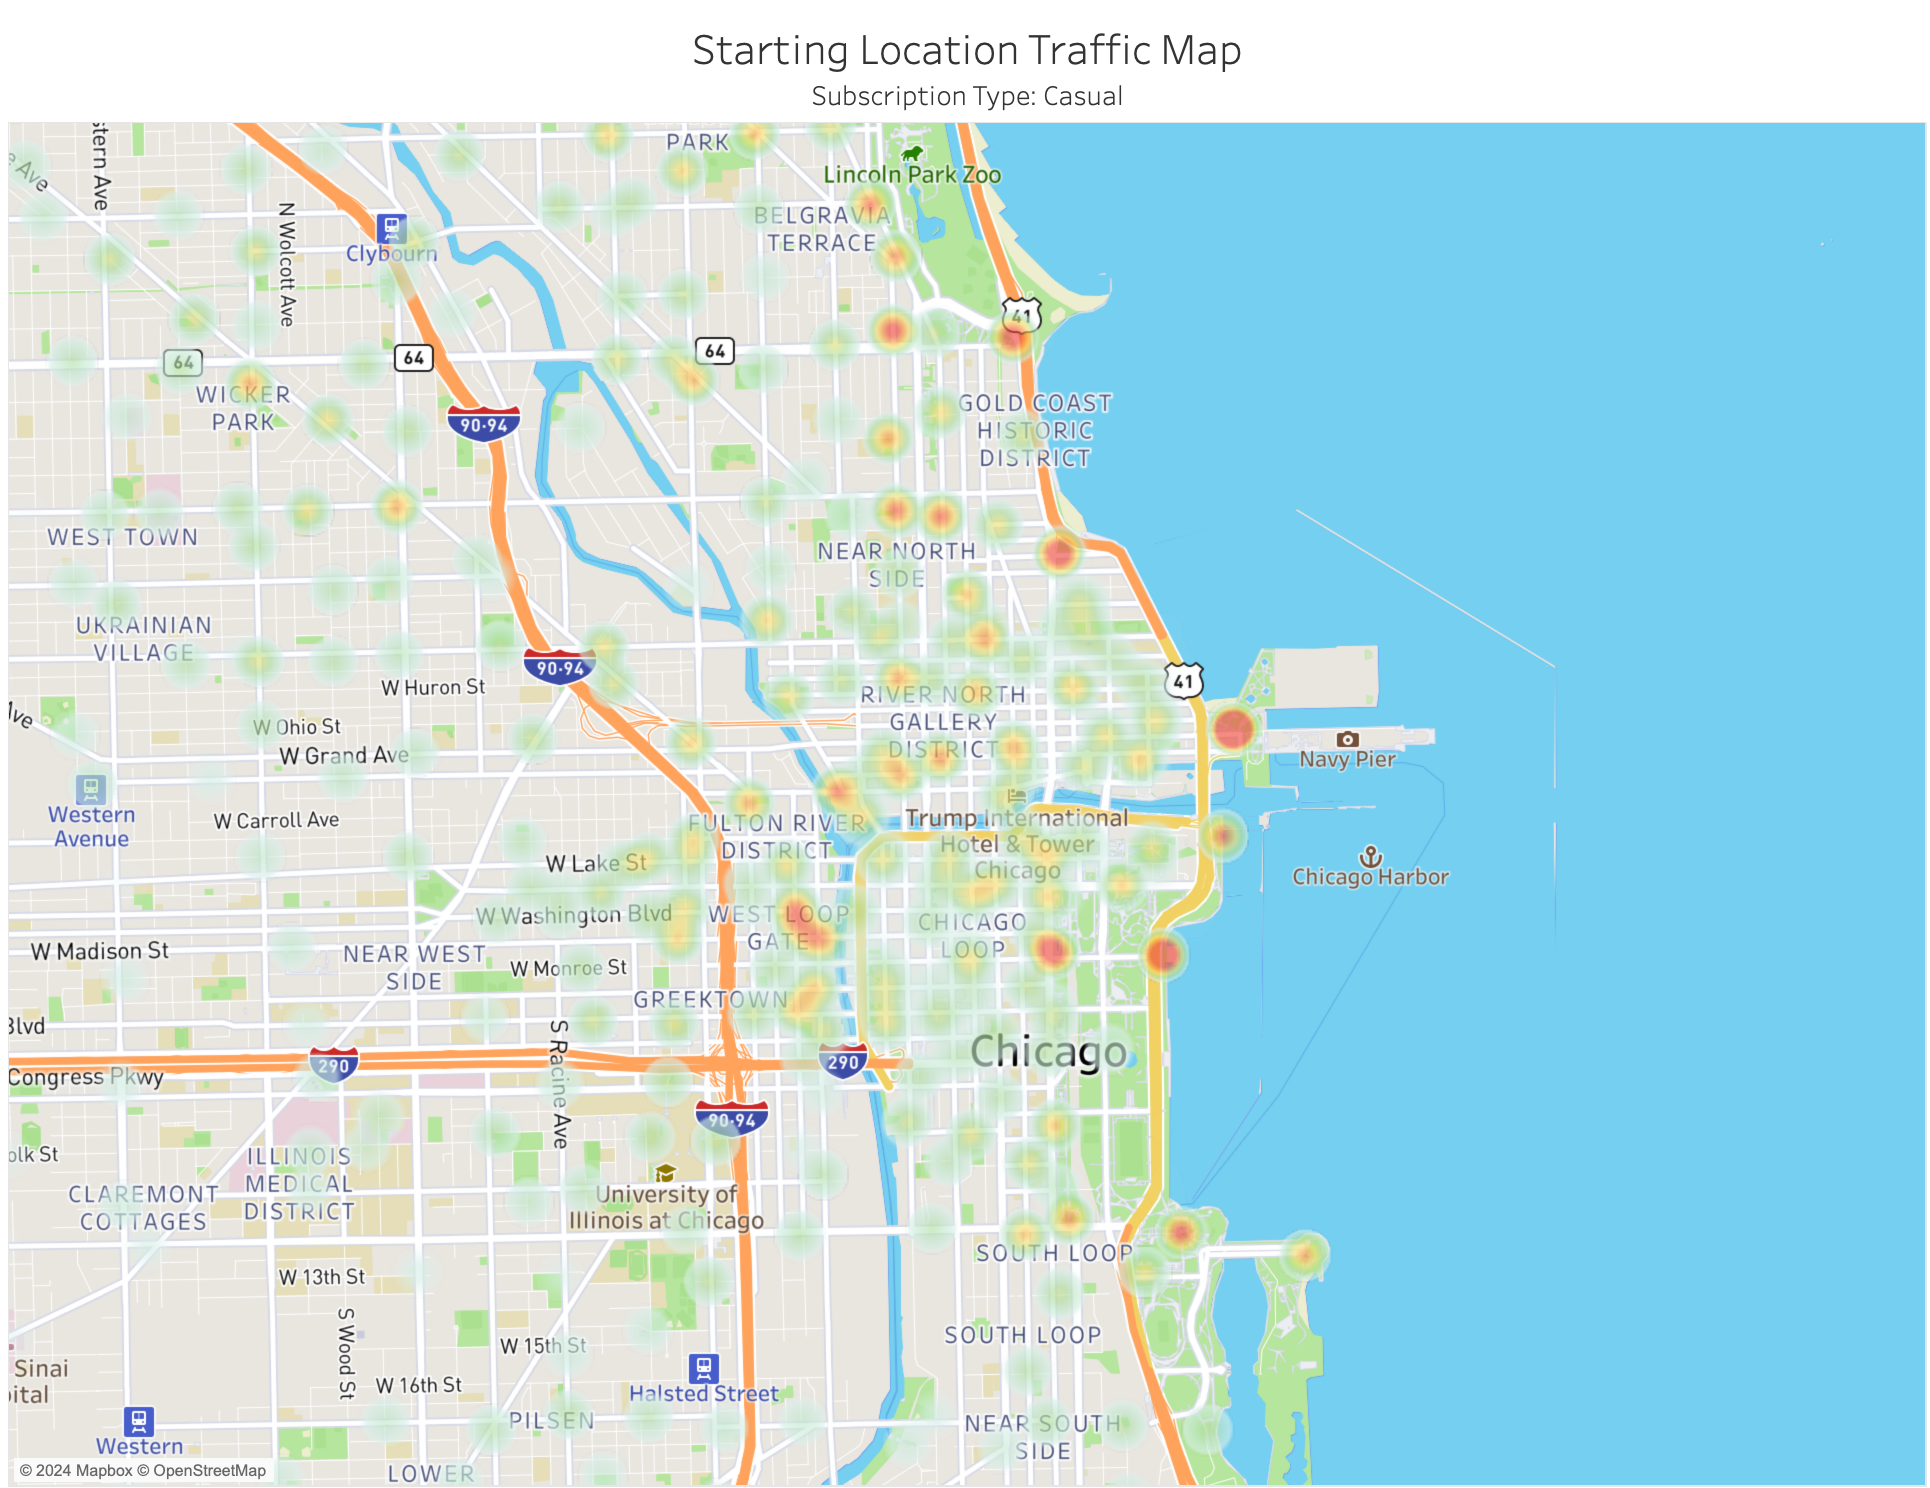 Starting Location Traffic Map
Subscription Type: Casual
stern Ave
e Ave
PARK
Lincoln Park Zoo
N Wolcott Ave
Clybourn
BELGRAVIA
TERRACE
41
64
64
64
WICKER
PARK
90-94
GOLD COAST
HISTORIC
DISTRICT
WEST TOWN
NEAR NORTH
SIDE
UKRAINIAN
VILLAGE
90-94
W Huron St
41
RIVER NORTH
GALLERY
DISTRICT
Ave
W Ohio St
W Grand Ave
Navy Pier
Western
Avenue
W Carroll Ave
FULTON RIVER
DISTRICT
Trump International
Hotel & Tower
Chicago
W Lake St
Chicago Harbor
W Washington Blvd
WEST LOOP
GATE
CHICAGO
LOOP
W Madison St
NEAR WEST
SIDE
W Monroe St
GREEKTOWN
Blvd
S Racine Ave
Chicago
290
290
Congress Pkwy
90-94
olk St
ILLINOIS
MEDICAL
DISTRICT
CLAREMONT
COTTAGES
University of
Illinois at Chicago
SOUTH LOOP
W 13th St
S Wood St
W 15th St
SOUTH LOOP
Sinai
pital
W 16th St
Halsted Street
PILSEN
NEAR SOUTH
SIDE
Western
LOWER
© 2024 Mapbox © OpenStreetMap